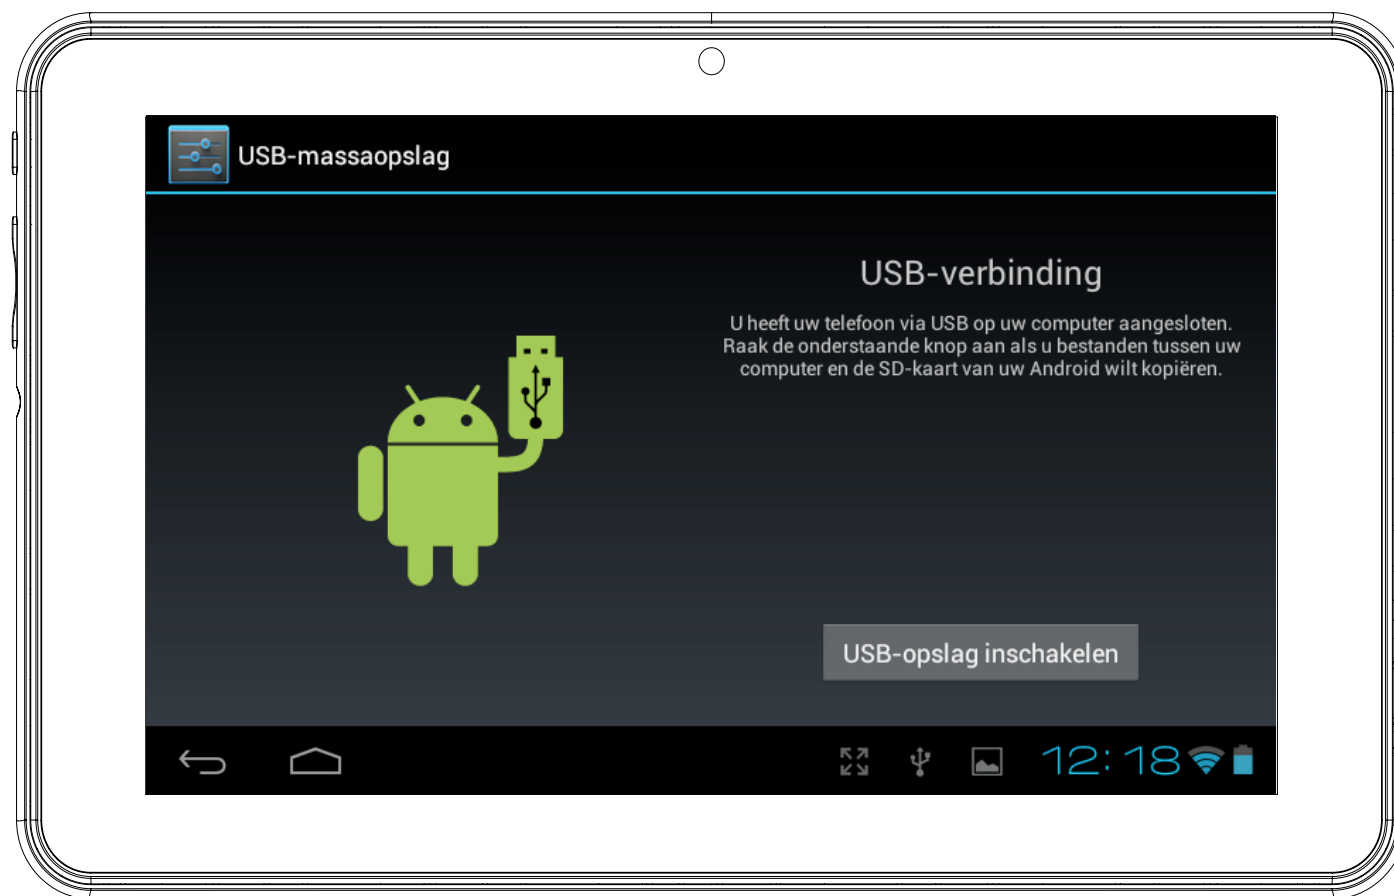 USB-massaopslag
USB-verbinding
U heeft uw telefoon via USB op uw computer aangesloten.
Raak de onderstaande knop aan als u bestanden tussen uw
computer en de SD-kaart van uw Android wilt kopiëren.
USB-opslag inschakelen
12:18